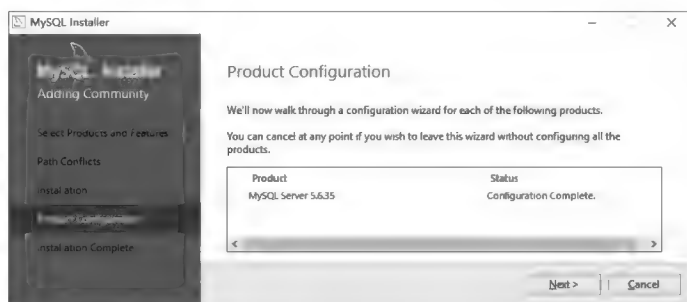 MySQL Installer
MySQL Installer
Adding Community
Select Products and Features
Path Conflicts
Installation
Installation Complete
Product Configuration
We'll now walk through a configuration wizard for each of the following products.
You can cancel at any point if you wish to leave this wizard without configuring all the
products.
Product Status
MySQL Server 5.6.35 Configuration Complete.
Next > Cancel